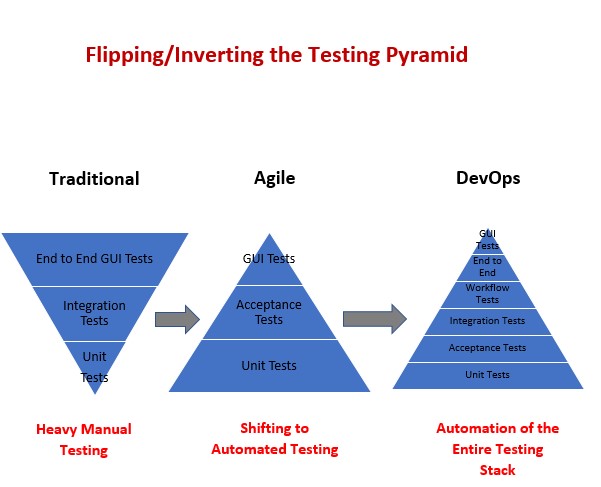 Flipping/Inverting the Testing Pyramid
Traditional
Agile
DevOps
End to End GUI Tests
Integration
Tests
Unit
Tests
GUI Tests
Acceptance
Tests
Unit Tests
GUI
Tests
End to
End
Workflow
Tests
Integration Tests
Acceptance Tests
Unit Tests
Heavy Manual
Testing
Shifting to
Automated Testing
Automation of the
Entire Testing
Stack